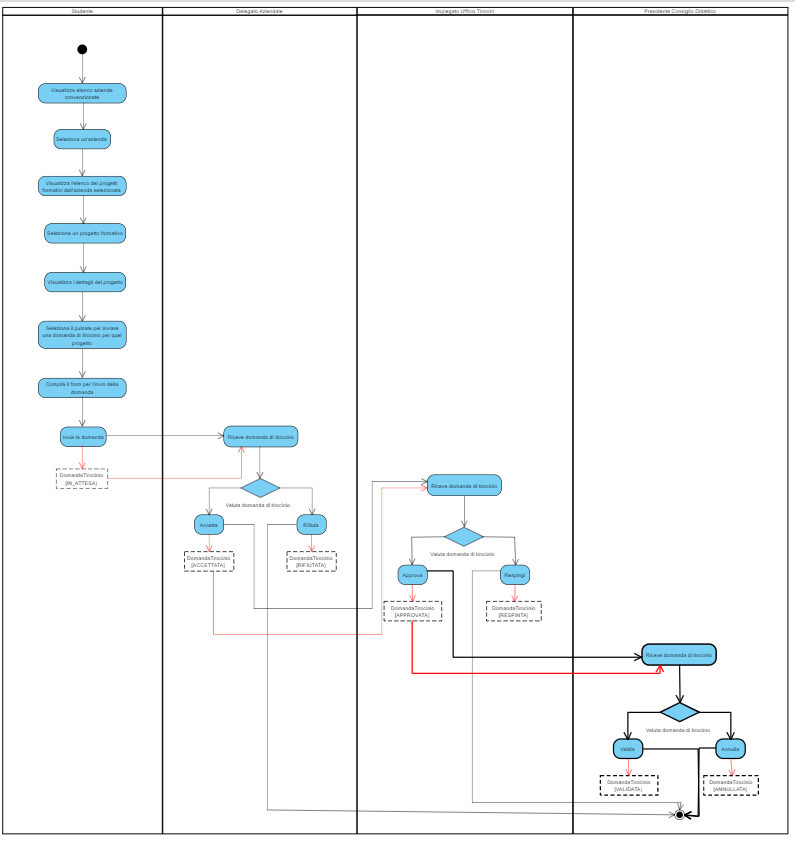 Studente
Delegato Aziendale
Impiegato Ufficio Tirocini
Presidente Consiglio Didattico
Visualizza elenco aziende
convenzionate
Seleziona un'azienda
Visualizza l'elenco dei progetti
formativi dell'azienda selezionata
Seleziona un progetto formativo
Visualizza i dettagli del progetto
Seleziona il pulsate per inviare
una domanda di tirocinio per quel
progetto
Compila il form per l'invio della
domanda
Invia la domanda
DomandaTirocinio
[IN_ATTESA]
Riceve domanda di tirocinio
Valuta domanda di tirocinio
Accetta
Rifiuta
DomandaTirocinio
[ACCETTATA]
DomandaTirocinio
[RIFIUTATA]
Riceve domanda di tirocinio
Valuta domanda di tirocinio
Approva
Respingi
DomandaTirocinio
[APPROVATA]
DomandaTirocinio
[RESPINTA]
Riceve domanda di tirocinio
Valuta domanda di tirocinio
Valida
Annulla
DomandaTirocinio
[VALIDATA]
DomandaTirocinio
[ANNULLATA]